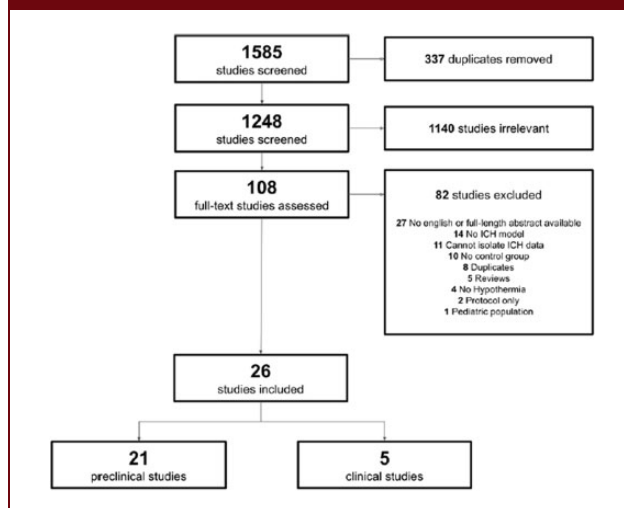 1585
studies screened
337 duplicates removed
1248
studies screened
1140 studies irrelevant
108
full-text studies assessed
82 studies excluded
27 No english or full-length abstract available
14 No ICH model
11 Cannot isolate ICH data
10 No control group
8 Duplicates
5 Reviews
4 No Hypothermia
2 Protocol only
1 Pediatric population
26
studies included
21
preclinical studies
5
clinical studies